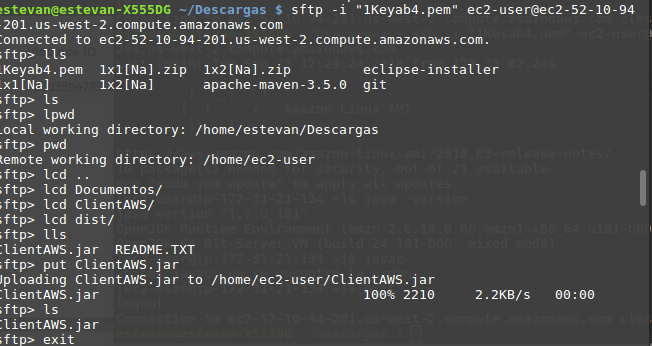 estevan@estevan-X555DG ~/Descargas $ sftp -i "1Keyab4.pem" ec2-user@ec2-52-10-94
-201.us-west-2.compute.amazonaws.com
Connected to ec2-52-10-94-201.us-west-2.compute.amazonaws.com.
sftp> lls
1Keyab4.pem  1x1[Na].zip  1x2[Na].zip         eclipse-installer
1x1[Na]      1x2[Na]      apache-maven-3.5.0  git
sftp> ls
sftp> lpwd
Local working directory: /home/estevan/Descargas
sftp> pwd
Remote working directory: /home/ec2-user
sftp> lcd ..
sftp> lcd Documentos/
sftp> lcd ClientAWS/
sftp> lcd dist/
sftp> lls
ClientAWS.jar  README.TXT
sftp> put ClientAWS.jar
Uploading ClientAWS.jar to /home/ec2-user/ClientAWS.jar
ClientAWS.jar                                 100% 2210     2.2KB/s   00:00
sftp> ls
ClientAWS.jar
sftp> exit